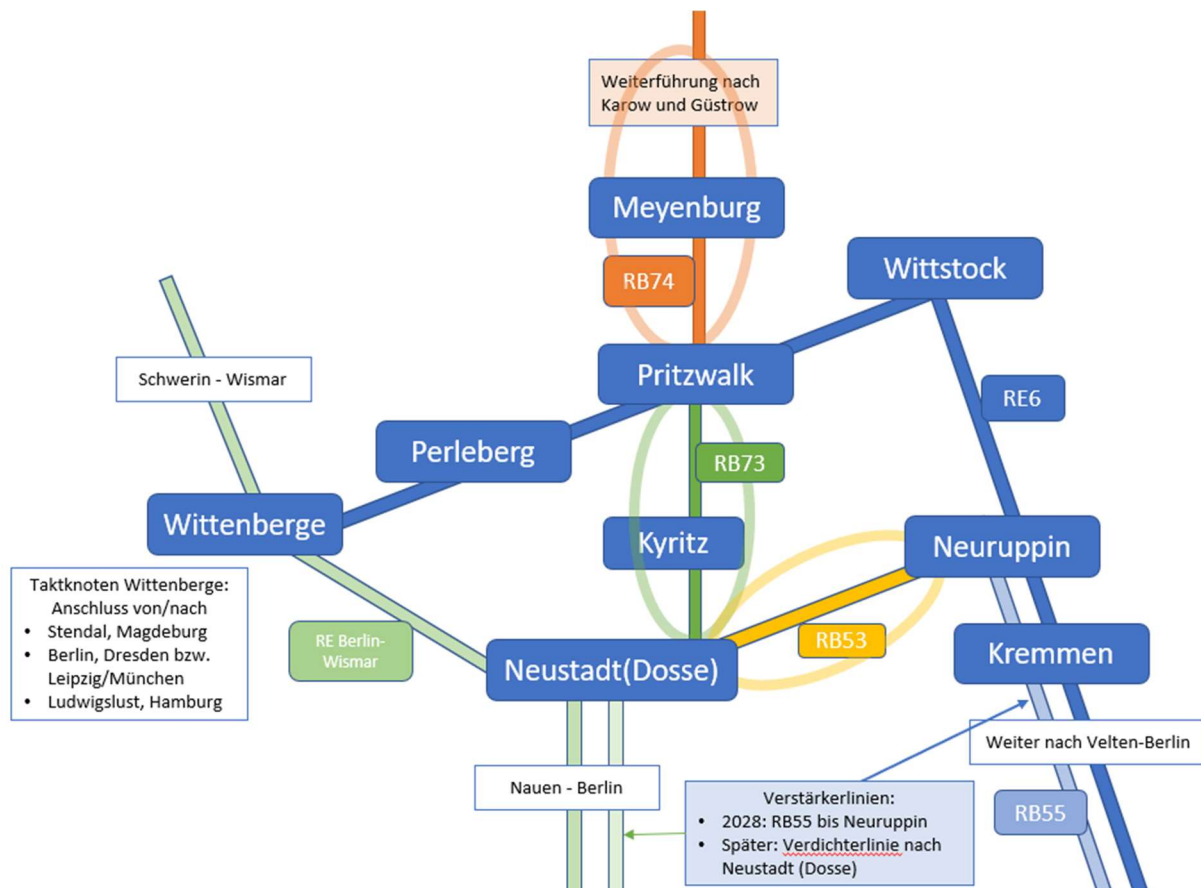 Weiterführung nach
Karow und Güstrow
Meyenburg
Wittstock
RB74
Pritzwalk
Schwerin - Wismar
RE6
Perleberg
RB73
Wittenberge
Kyritz
Neuruppin
Taktknoten Wittenberge:
Anschluss von/nach
• Stendal, Magdeburg
• Berlin, Dresden bzw.
Leipzig/München
• Ludwigslust, Hamburg
RE Berlin-
Wismar
RB53
Neustadt(Dosse)
Kremmen
Weiter nach Velten-Berlin
Nauen - Berlin
Verstärkerlinien:
• 2028: RB55 bis Neuruppin
• Später: Verdichterlinie nach
Neustadt (Dosse)
RB55